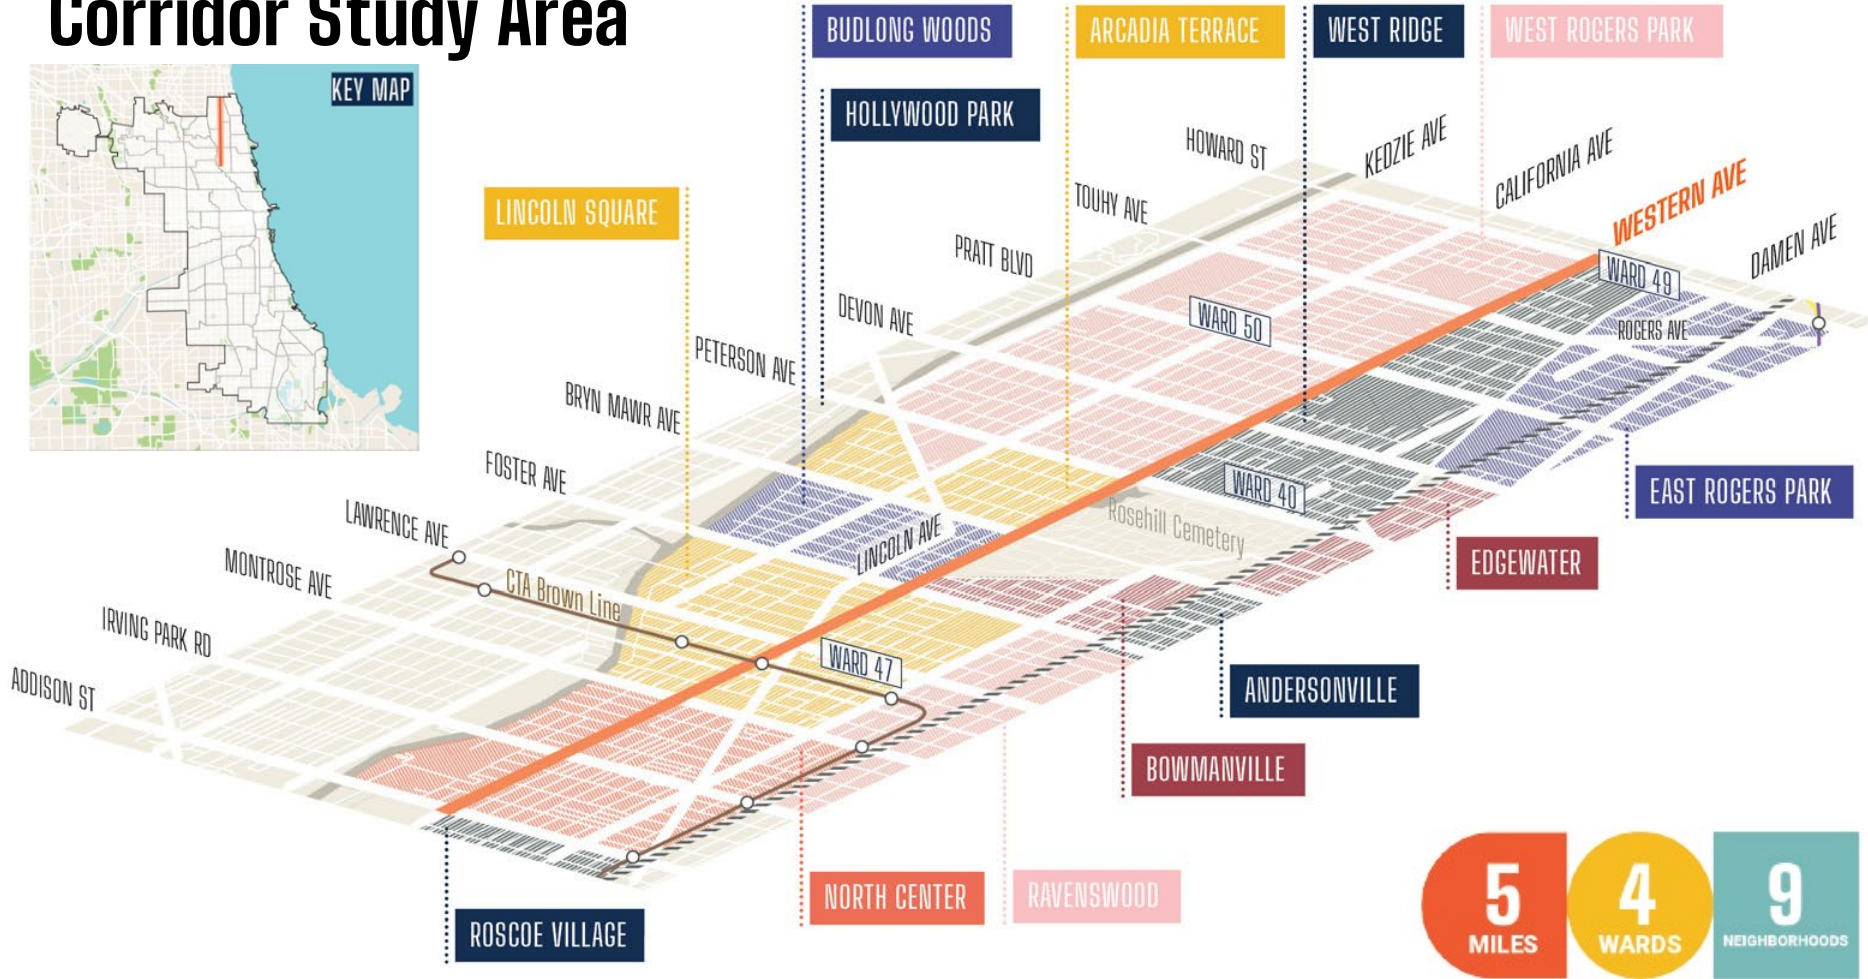 Corridor Study Area
KEY MAP
BUDLONG WOODS
ARCADIA TERRACE
WEST RIDGE
WEST ROGERS PARK
HOLLYWOOD PARK
LINCOLN SQUARE
HOWARD ST
KEDZIE AVE
CALIFORNIA AVE
WESTERN AVE
DAMEN AVE
TOUHY AVE
PRATT BLVD
DEVON AVE
PETERSON AVE
BRYN MAWR AVE
FOSTER AVE
LAWRENCE AVE
MONTROSE AVE
IRVING PARK RD
ADDISON ST
WARD 49
ROGERS AVE
WARD 50
WARD 40
Rosehill Cemetery
LINCOLN AVE
CTA Brown Line
WARD 47
EAST ROGERS PARK
EDGEWATER
ANDERSONVILLE
BOWMANVILLE
NORTH CENTER
RAVENSWOOD
ROSCOE VILLAGE
5
MILES
4
WARDS
9
NEIGHBORHOODS